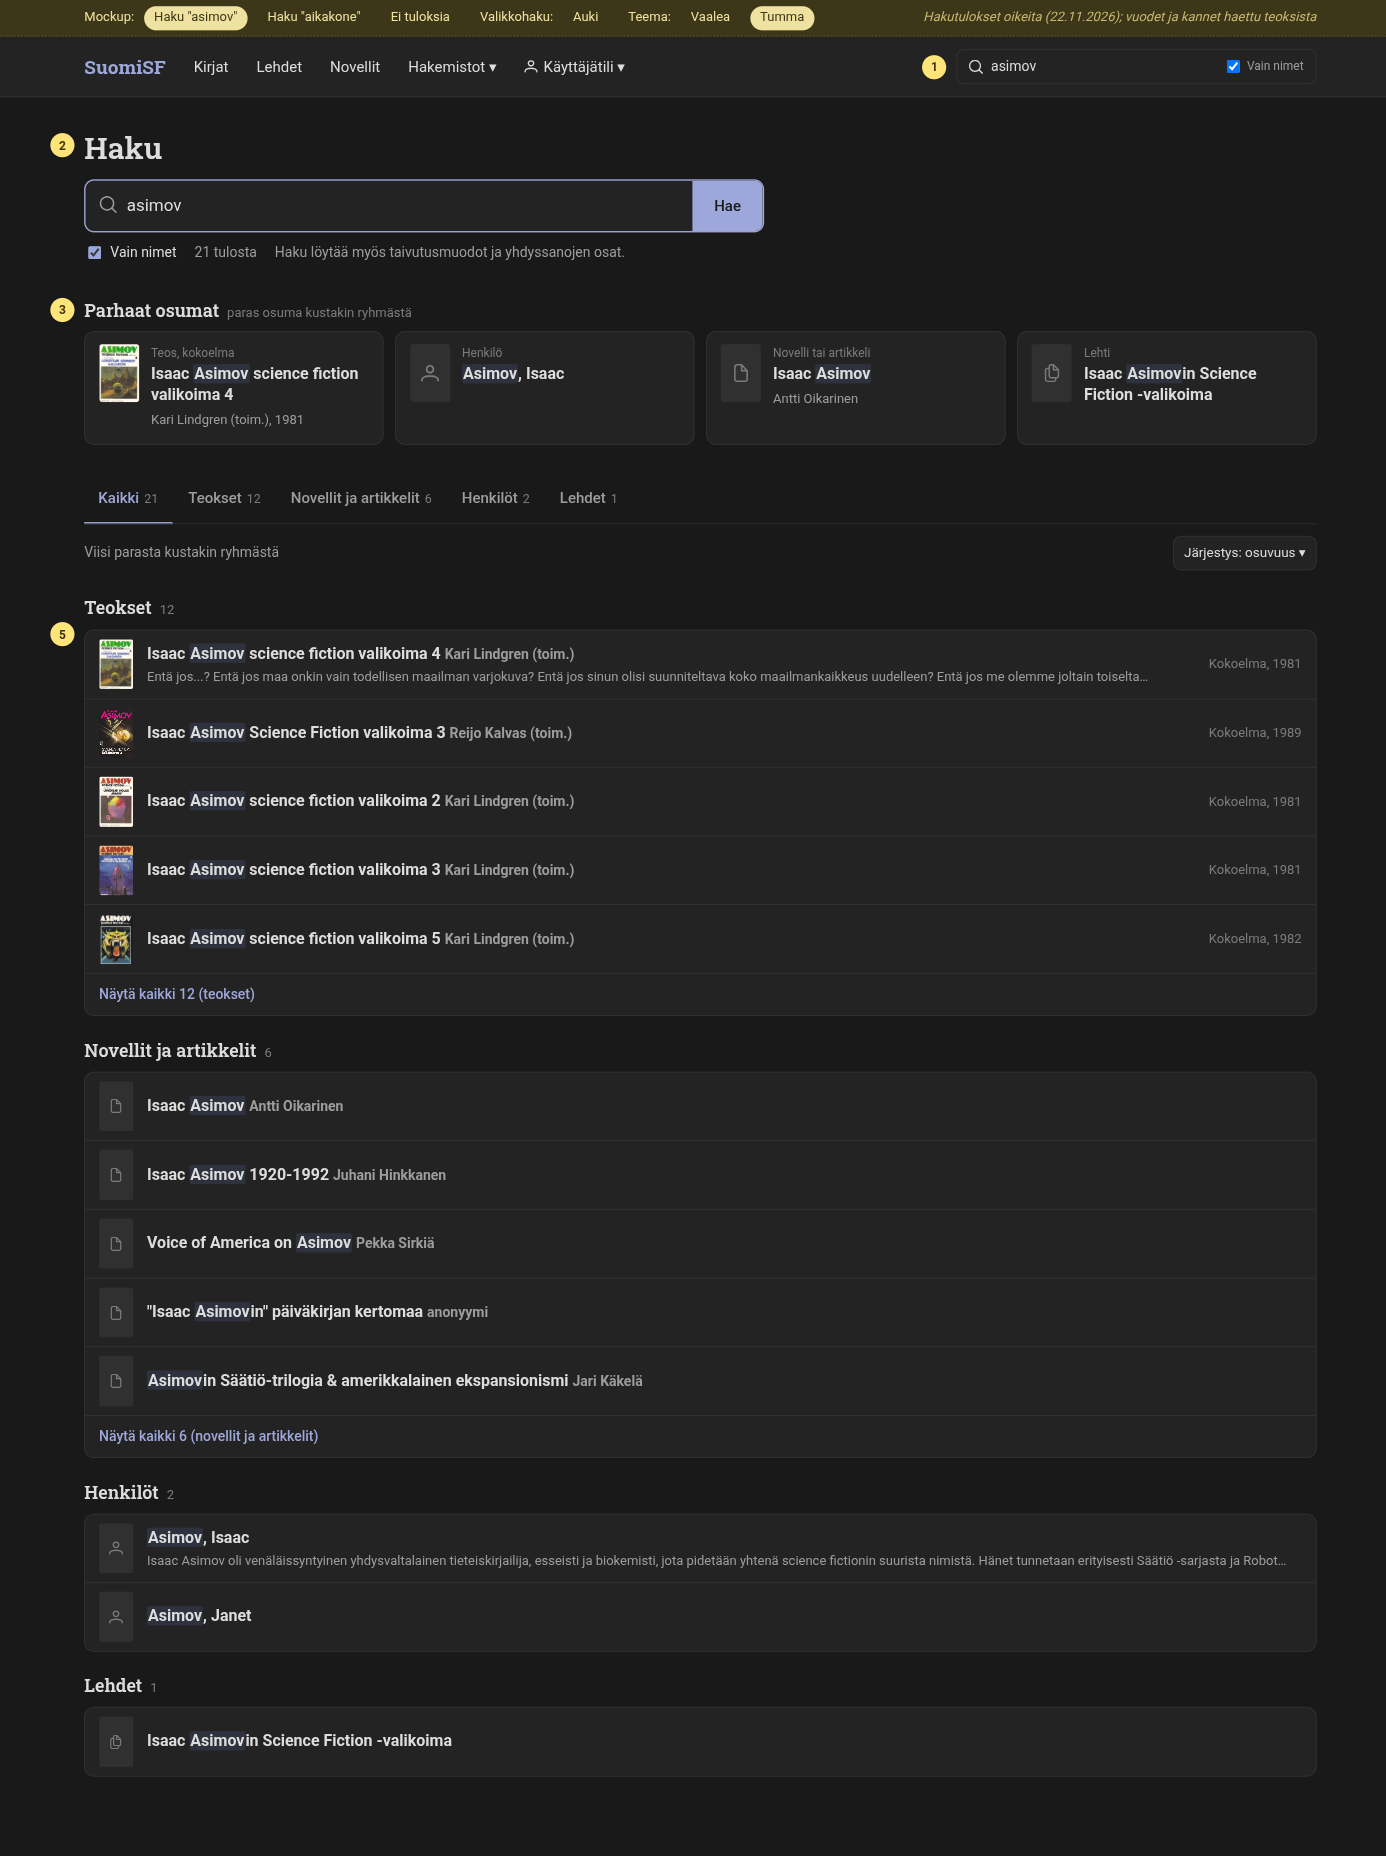 Mockup: Haku "asimov" Haku "aikakone" Ei tuloksia Valikkohaku: Auki Teema: Vaalea Tumma Hakutulokset oikeita (22.11.2026); vuodet ja kannet haettu teoksista
SuomiSF Kirjat Lehdet Novellit Hakemistot ▾ Käyttäjätili ▾ 1 asimov Vain nimet
2 Haku
asimov Hae
Vain nimet 21 tulosta Haku löytää myös taivutusmuodot ja yhdyssanojen osat.
3 Parhaat osumat paras osuma kustakin ryhmästä
Teos, kokoelma
Isaac Asimov science fiction
valikoima 4
Kari Lindgren (toim.), 1981
Henkilö
Asimov, Isaac
Novelli tai artikkeli
Isaac Asimov
Antti Oikarinen
Lehti
Isaac Asimovin Science
Fiction -valikoima
Kaikki 21 Teokset 12 Novellit ja artikkelit 6 Henkilöt 2 Lehdet 1
Viisi parasta kustakin ryhmästä Järjestys: osuvuus ▾
Teokset 12
5
Isaac Asimov science fiction valikoima 4 Kari Lindgren (toim.)
Entä jos...? Entä jos maa onkin vain todellisen maailman varjokuva? Entä jos sinun olisi suunniteltava koko maailmankaikkeus uudelleen? Entä jos me olemme joltain toiselta…
Kokoelma, 1981
Isaac Asimov Science Fiction valikoima 3 Reijo Kalvas (toim.) Kokoelma, 1989
Isaac Asimov science fiction valikoima 2 Kari Lindgren (toim.) Kokoelma, 1981
Isaac Asimov science fiction valikoima 3 Kari Lindgren (toim.) Kokoelma, 1981
Isaac Asimov science fiction valikoima 5 Kari Lindgren (toim.) Kokoelma, 1982
Näytä kaikki 12 (teokset)
Novellit ja artikkelit 6
Isaac Asimov Antti Oikarinen
Isaac Asimov 1920-1992 Juhani Hinkkanen
Voice of America on Asimov Pekka Sirkiä
"Isaac Asimovin" päiväkirjan kertomaa anonyymi
Asimovin Säätiö-trilogia & amerikkalainen ekspansionismi Jari Käkelä
Näytä kaikki 6 (novellit ja artikkelit)
Henkilöt 2
Asimov, Isaac
Isaac Asimov oli venäläissyntyinen yhdysvaltalainen tieteiskirjailija, esseisti ja biokemisti, jota pidetään yhtenä science fictionin suurista nimistä. Hänet tunnetaan erityisesti Säätiö -sarjasta ja Robot…
Asimov, Janet
Lehdet 1
Isaac Asimovin Science Fiction -valikoima